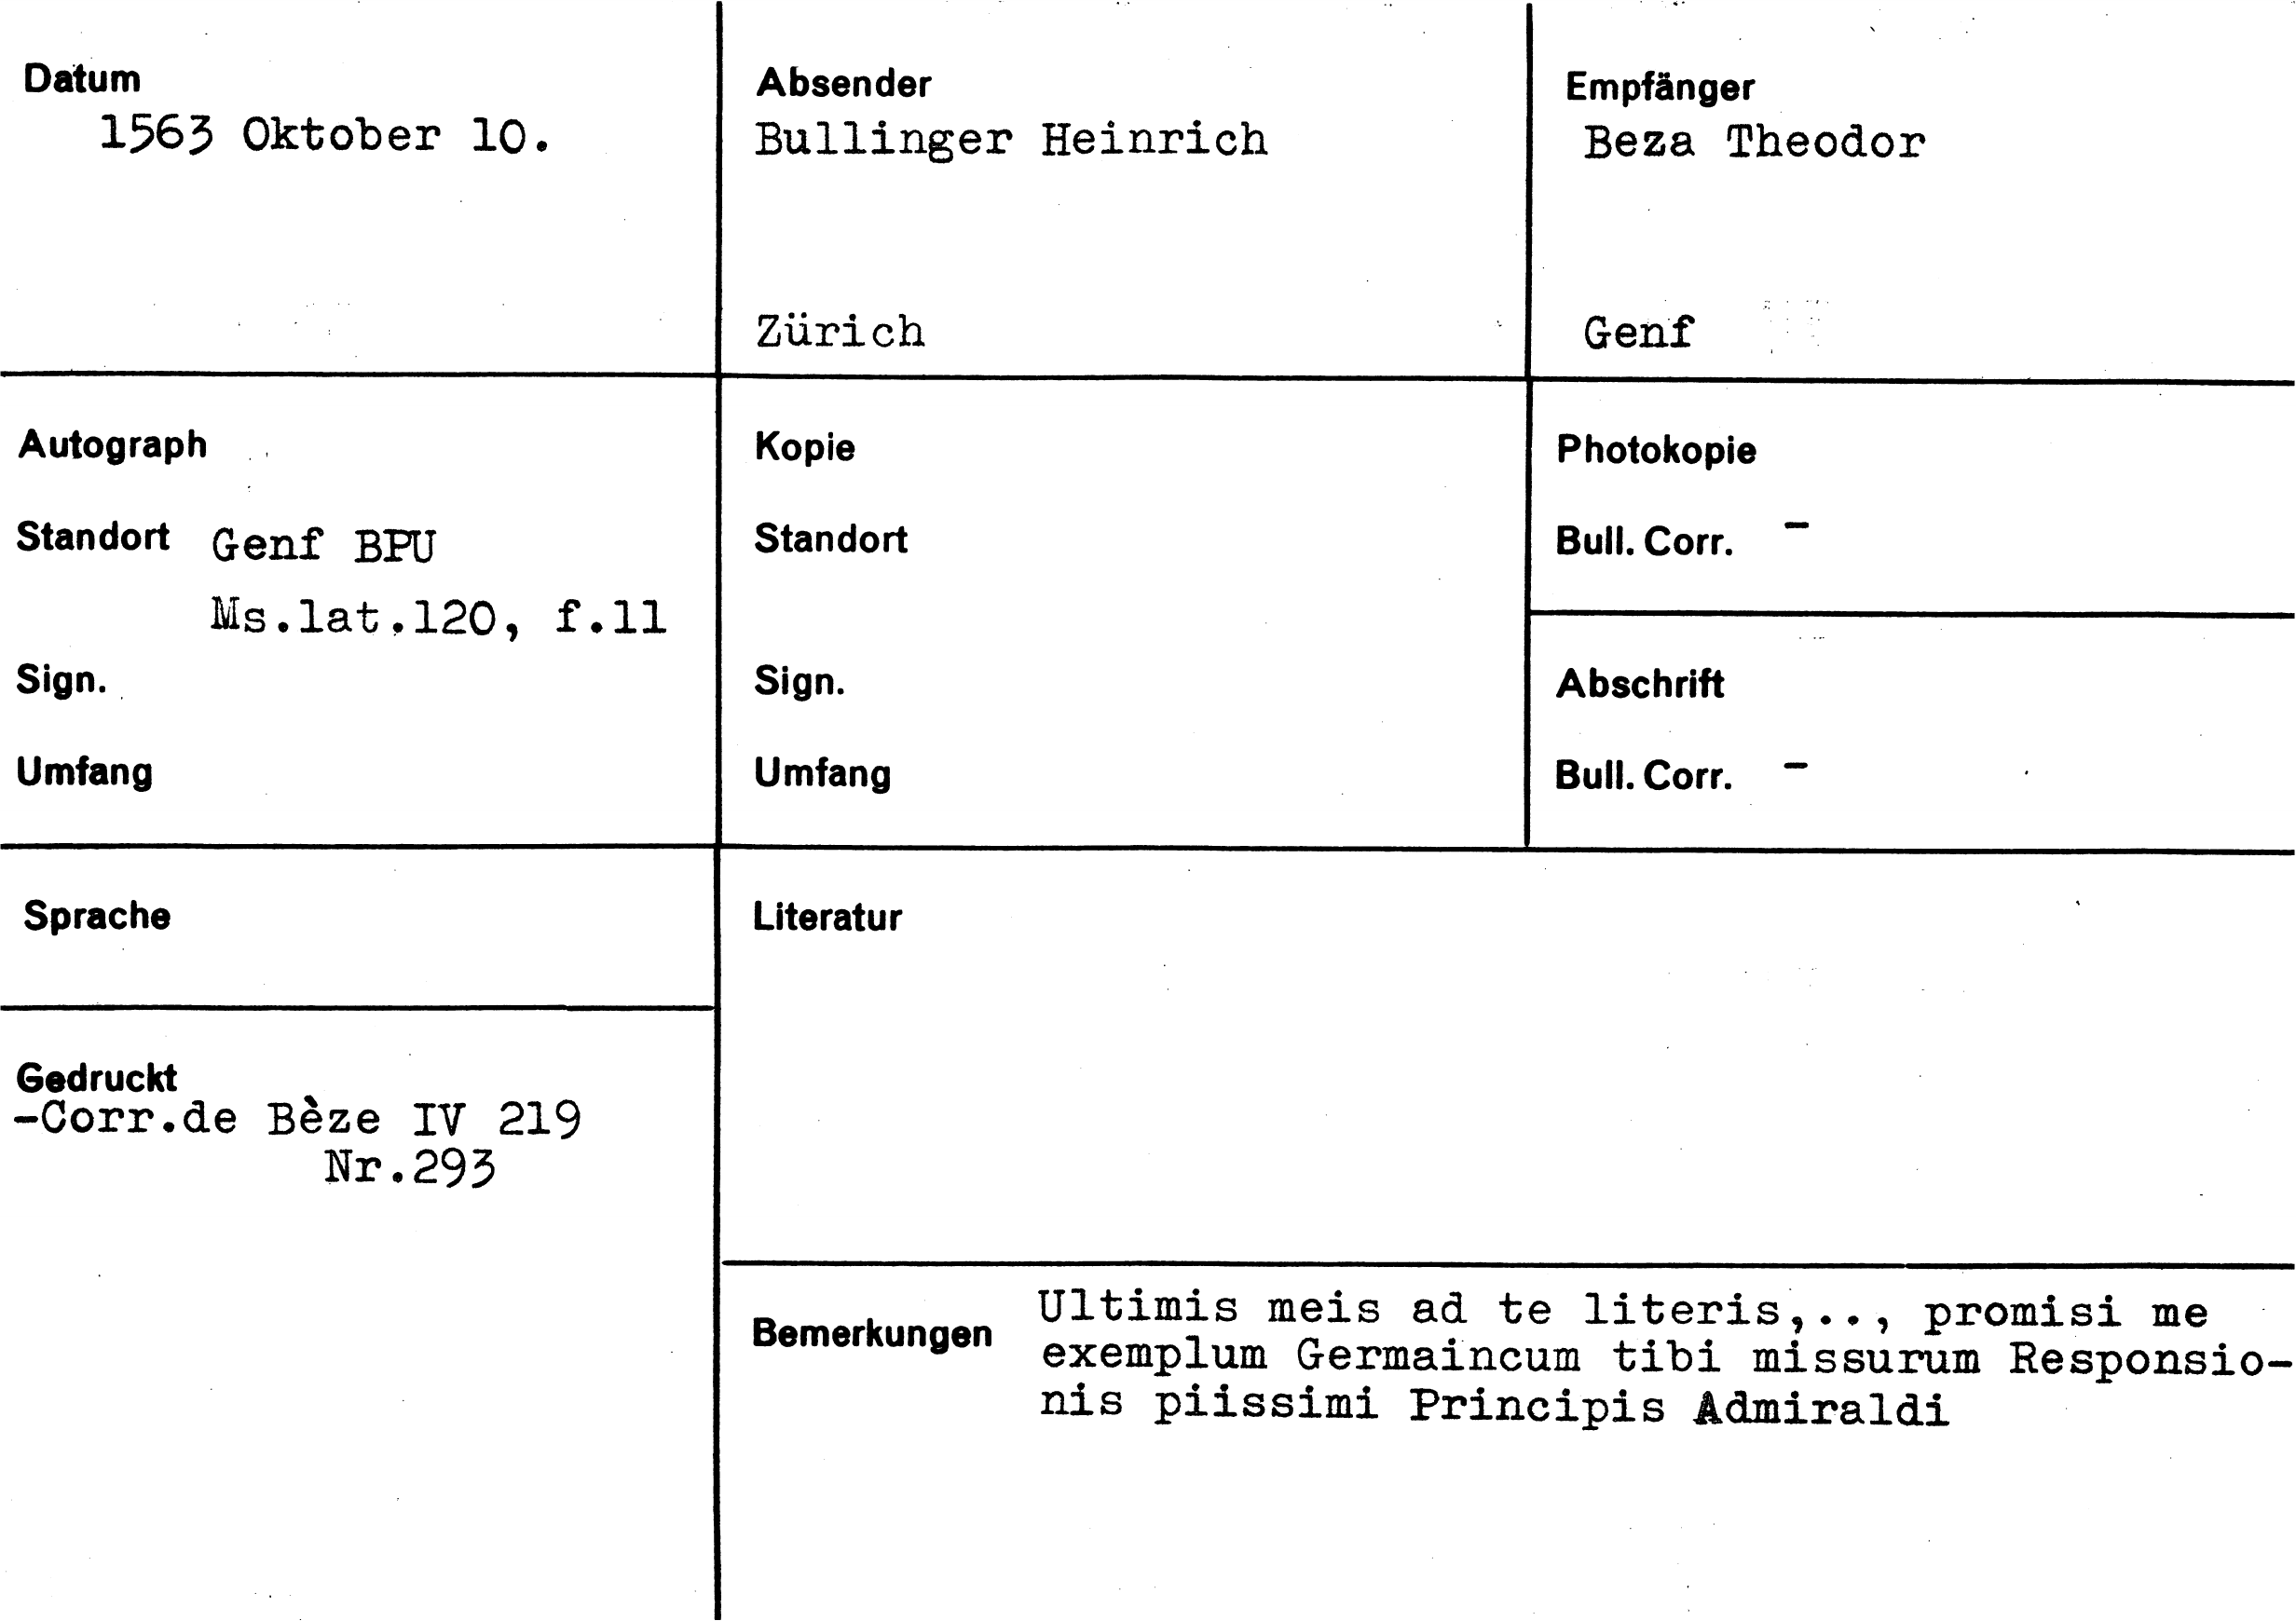 Datum
1563 Oktober 10.
Absender
Bullinger Heinrich
Zürich
Empfänger
Beza Theodor
Genf
Autograph
Standort Genf BPU
Ms.lat.120, f.11
Sign.
Umfang
Kopie
Standort
Sign.
Umfang
Photokopie
Bull. Corr. -
Abschrift
Bull. Corr. -
Sprache
Gedruckt
-Corr.de Bèze IV 219
Nr.293
Literatur
Bemerkungen
Ultimis meis ad te literis,.., promisi me
exemplum Germaincum tibi missurum Responsio-
nis piissimi Principis Admiraldi